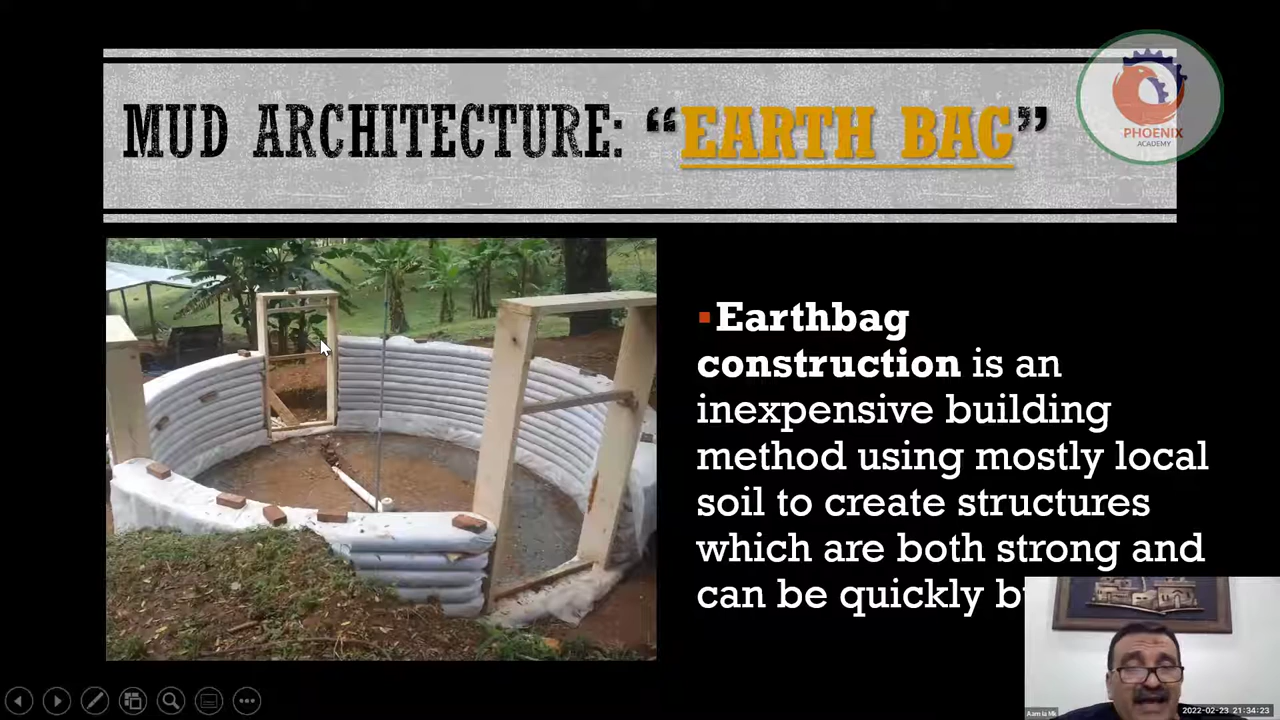 MUD ARCHITECTURE: “EARTH BAG”
PHOENIX
ACADEMY
▪Earthbag
construction is an
inexpensive building
method using mostly local
soil to create structures
which are both strong and
can be quickly
2022-02-23 21:34:23